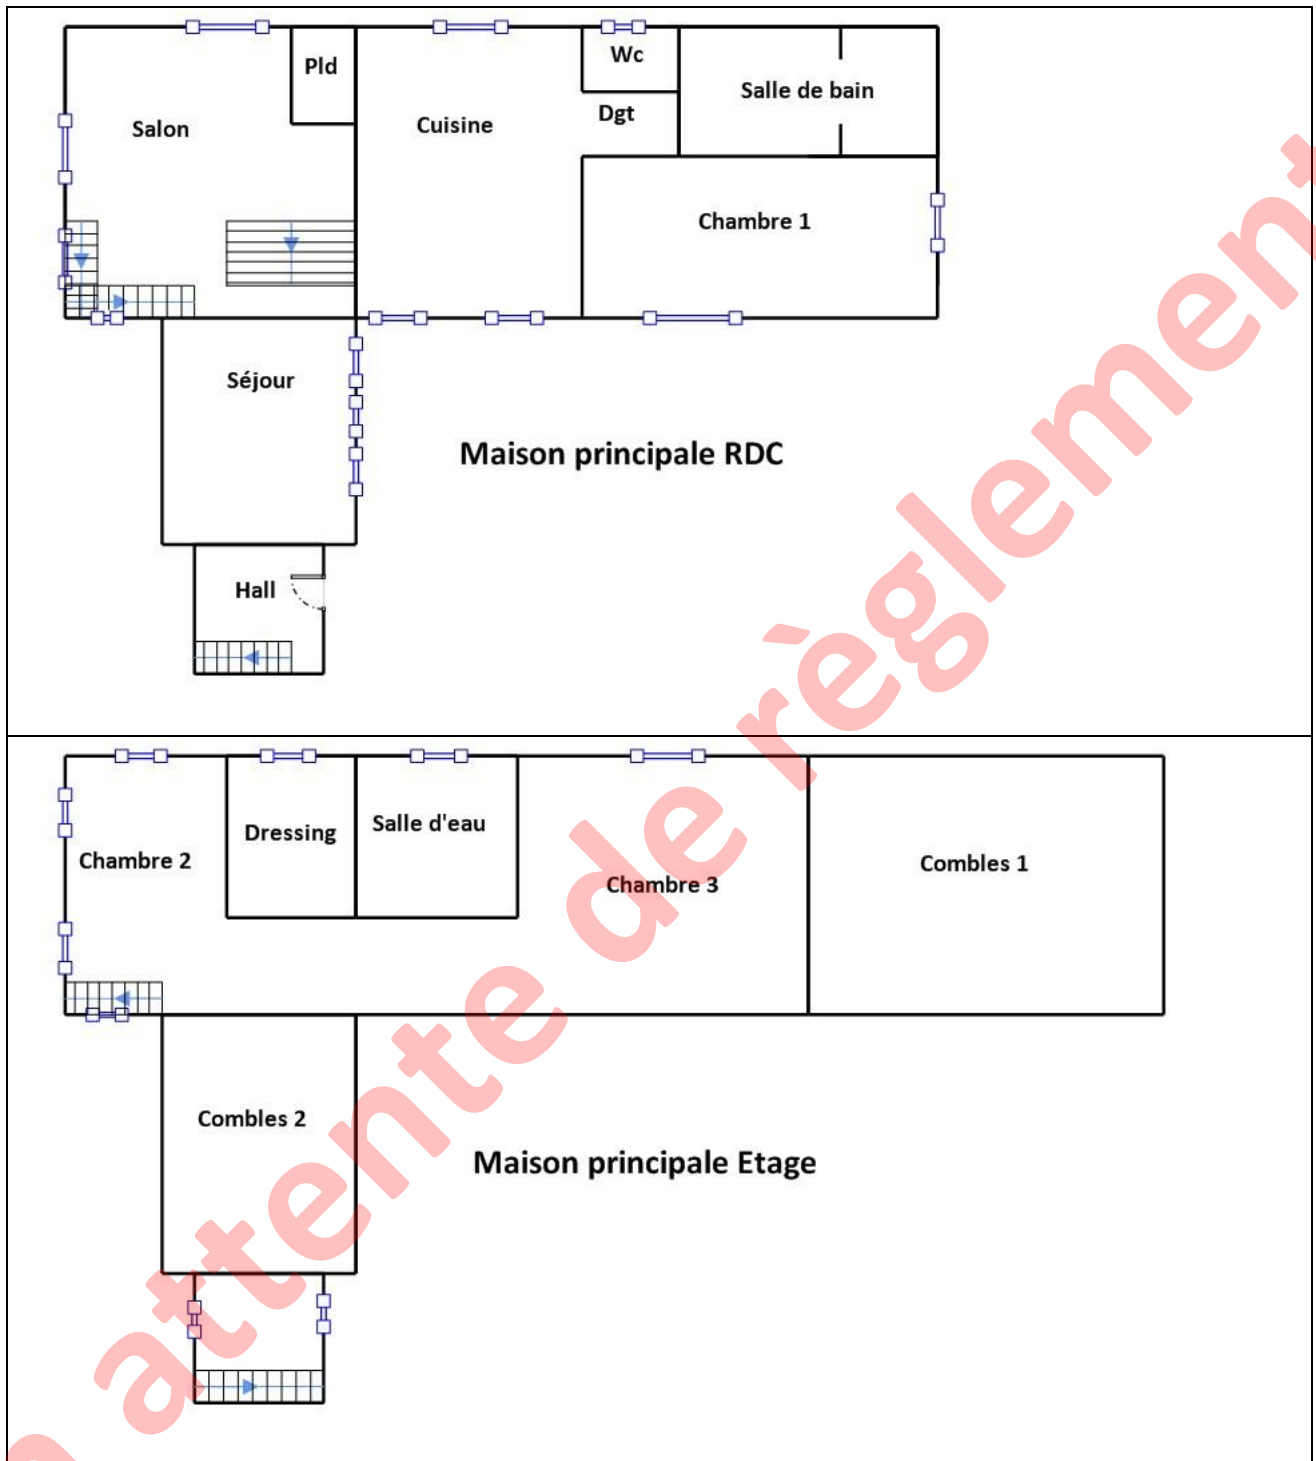 Pld
Wc
Salon
Cuisine
Dgt
Salle de bain
Chambre 1
Séjour
Maison principale RDC
Hall
Chambre 2
Dressing
Salle d'eau
Chambre 3
Combles 1
Combles 2
Maison principale Etage
n attente de règlement